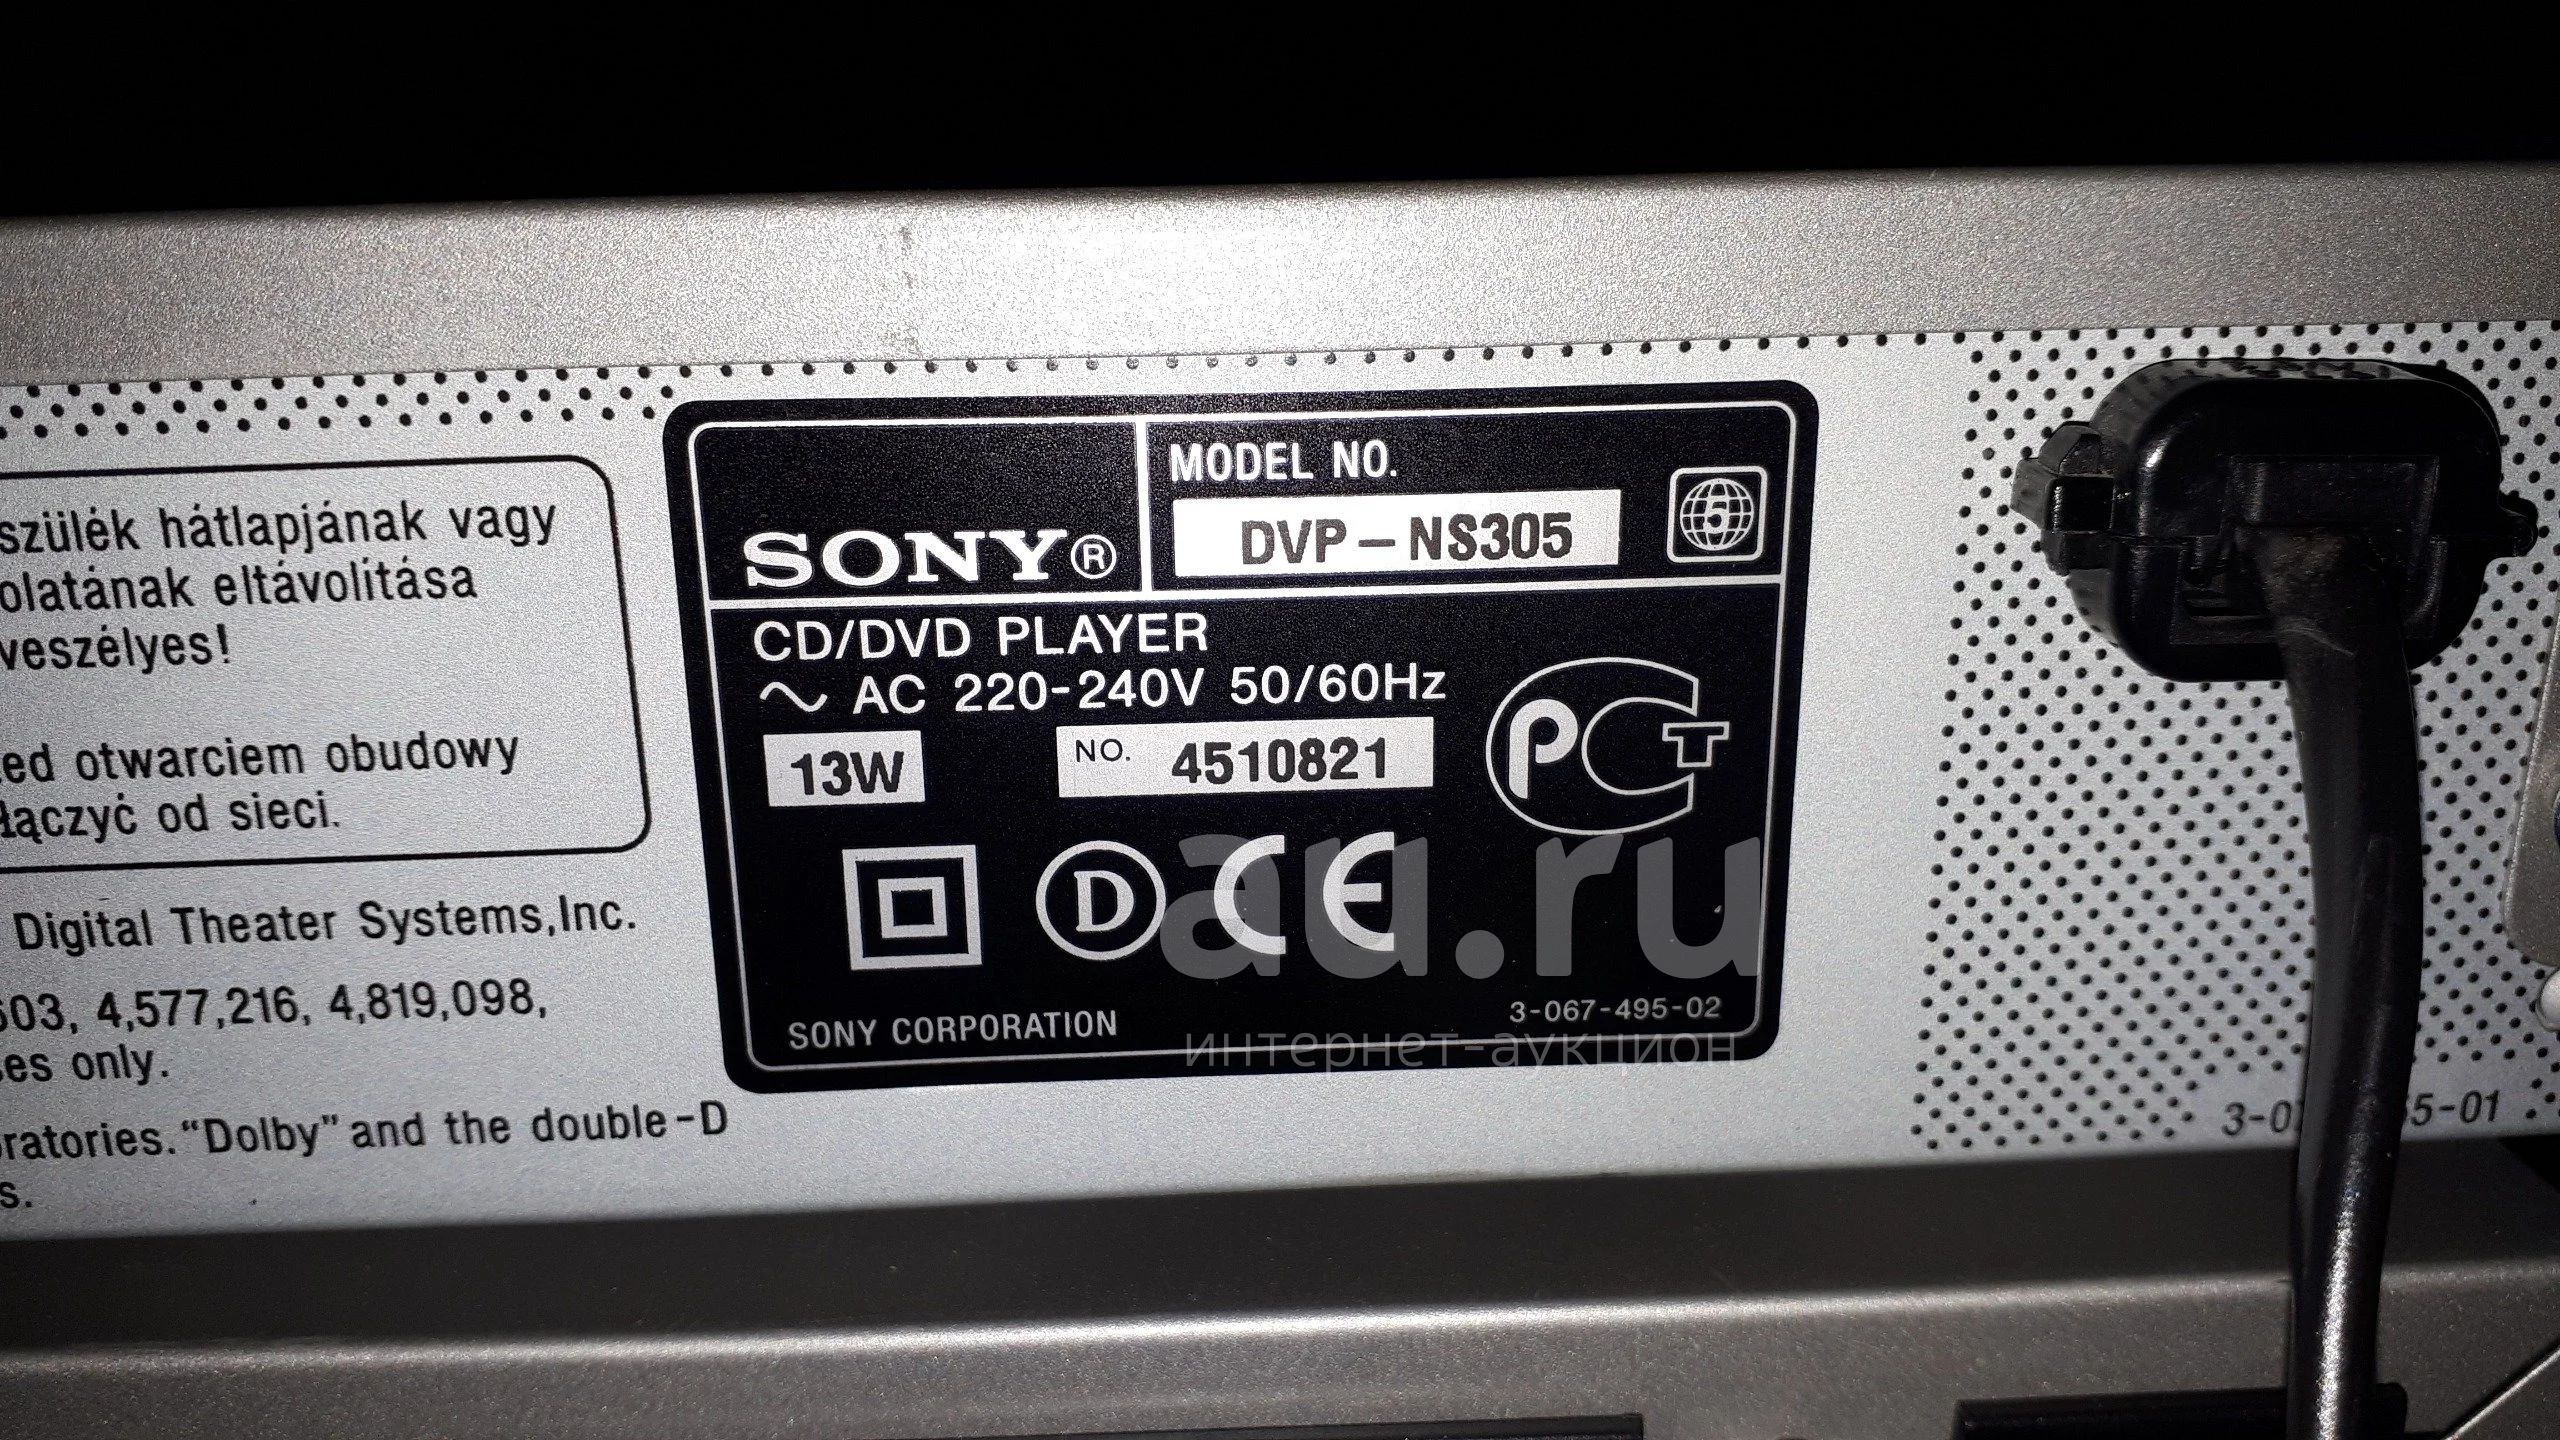 szülék hátlapjának vagy
olatának eltávolítása
veszélyes!
ed otwarciem obudowy
łączyć od sieci.
Digital Theater Systems,Inc.
603, 4,577,216, 4,819,098,
es only.
oratories. "Dolby" and the double-D
s.
SONY®
MODEL NO.
DVP-NS305
5
CD/DVD PLAYER
~ AC 220-240V 50/60Hz
13W
NO. 4510821
PCT
D CE
SONY CORPORATION
3-067-495-02
au.ru
интернет-аукцион
5-01